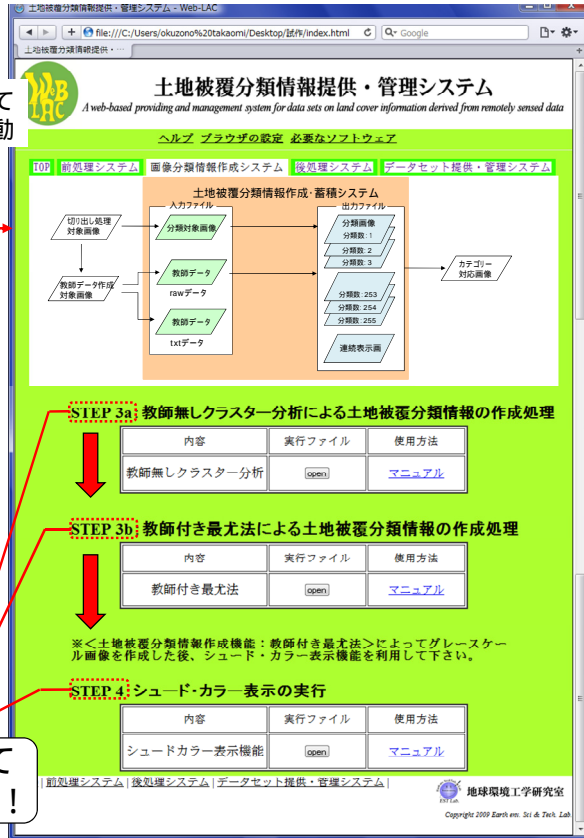 土地被覆分類情報提供・管理システム - Web-LAC
file:///C:/Users/okuzono%20takaomi/Desktop/試作/index.html
Google
土地被覆分類情報提供・…
Web LAC
土地被覆分類情報提供・管理システム
A web-based providing and management system for data sets on land cover information derived from remotely sensed data
て
動
ヘルプ ブラウザの設定 必要なソフトウェア
TOP 前処理システム 画像分類情報作成システム 後処理システム データセット提供・管理システム
土地被覆分類情報作成・蓄積システム
入力ファイル
出力ファイル
切り出し処理
対象画像
分類対象画像
分類画像
分類数：1
分類数：2
分類数：3
教師データ作成
対象画像
教師データ
rawデータ
カテゴリー
対応画像
教師データ
txtデータ
分類数：253
分類数：254
分類数：255
連続表示画
STEP 3a 教師無しクラスター分析による土地被覆分類情報の作成処理
内容 実行ファイル 使用方法
教師無しクラスター分析 open マニュアル
STEP 3b 教師付き最尤法による土地被覆分類情報の作成処理
内容 実行ファイル 使用方法
教師付き最尤法 open マニュアル
※＜土地被覆分類情報作成機能：教師付き最尤法＞によってグレースケー
ル画像を作成した後、シュード・カラー表示機能を利用して下さい。
STEP 4 シュード・カラー表示の実行
内容 実行ファイル 使用方法
シュードカラー表示機能 open マニュアル
て
！
|前処理システム|後処理システム|データセット提供・管理システム|
EST Lab.
地球環境工学研究室
Copyright 2009 Earth env. Sci & Tech. Lab.